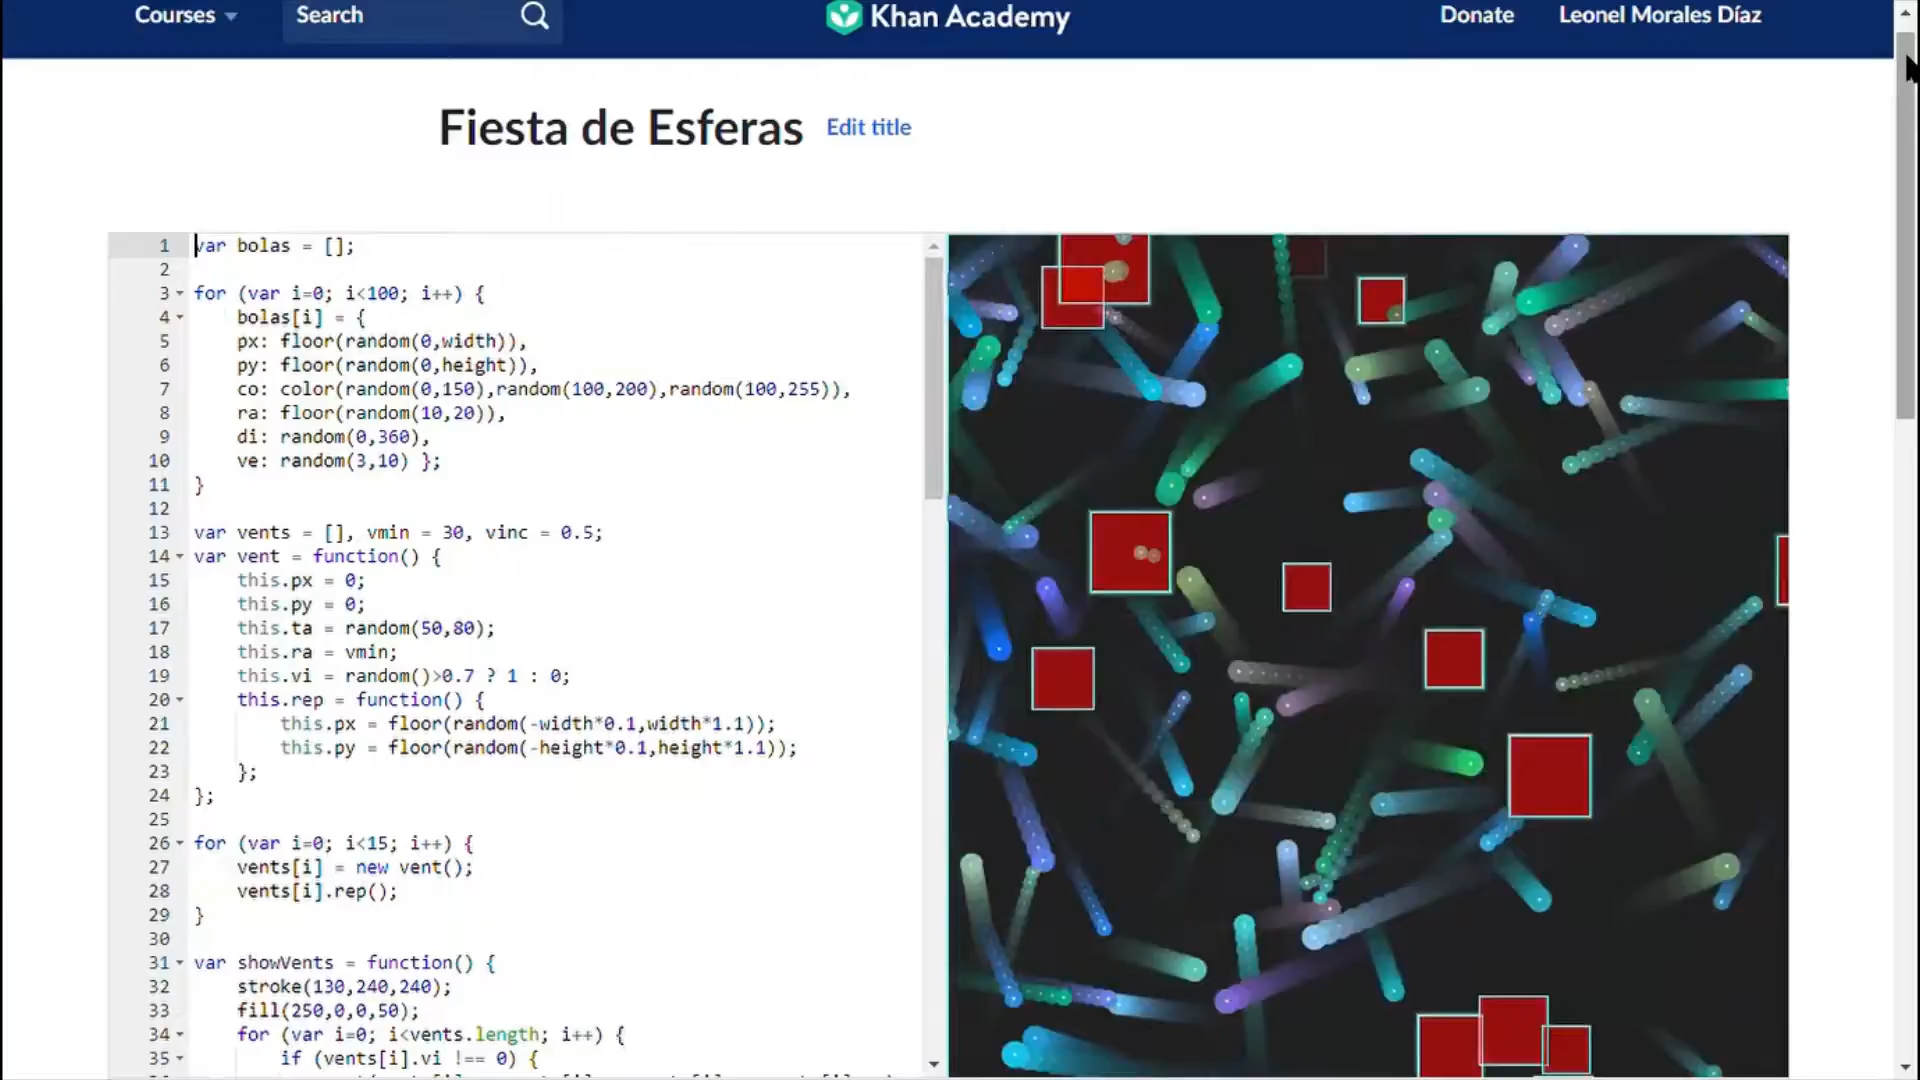 Courses
Search
Khan Academy
Donate
Leonel Morales Díaz
Fiesta de Esferas
Edit title
1 var bolas = [];
2
3 for (var i=0; i<100; i++) {
4     bolas[i] = {
5     px: floor(random(0,width)),
6     py: floor(random(0,height)),
7     co: color(random(0,150),random(100,200),random(100,255)),
8     ra: floor(random(10,20)),
9     di: random(0,360),
10     ve: random(3,10) };
11 }
12
13 var vents = [], vmin = 30, vinc = 0.5;
14 var vent = function() {
15     this.px = 0;
16     this.py = 0;
17     this.ta = random(50,80);
18     this.ra = vmin;
19     this.vi = random()>0.7 ? 1 : 0;
20     this.rep = function() {
21         this.px = floor(random(-width*0.1,width*1.1));
22         this.py = floor(random(-height*0.1,height*1.1));
23     };
24 };
25
26 for (var i=0; i<15; i++) {
27     vents[i] = new vent();
28     vents[i].rep();
29 }
30
31 var showVents = function() {
32     stroke(130,240,240);
33     fill(250,0,0,50);
34     for (var i=0; i<vents.length; i++) {
35         if (vents[i].vi !== 0) {